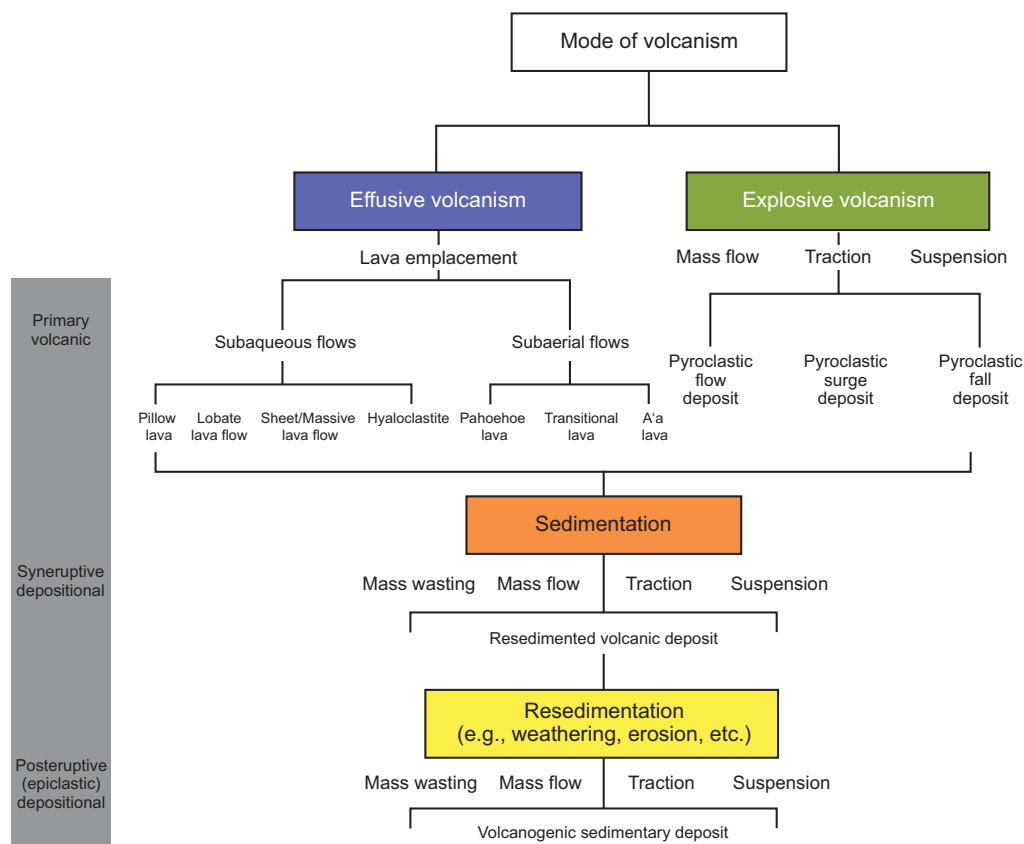 Mode of volcanism
Effusive volcanism
Explosive volcanism
Lava emplacement
Mass flow
Traction
Suspension
Primary
volcanic
Subaqueous flows
Subaerial flows
Pyroclastic
flow
deposit
Pyroclastic
surge
deposit
Pyroclastic
fall
deposit
Pillow
lava
Lobate
lava flow
Sheet/Massive
lava flow
Hyaloclastite
Pahoehoe
lava
Transitional
lava
A‘a
lava
Sedimentation
Syneruptive
depositional
Mass wasting
Mass flow
Traction
Suspension
Resedimented volcanic deposit
Resedimentation
(e.g., weathering, erosion, etc.)
Posteruptive
(epiclastic)
depositional
Mass wasting
Mass flow
Traction
Suspension
Volcanogenic sedimentary deposit